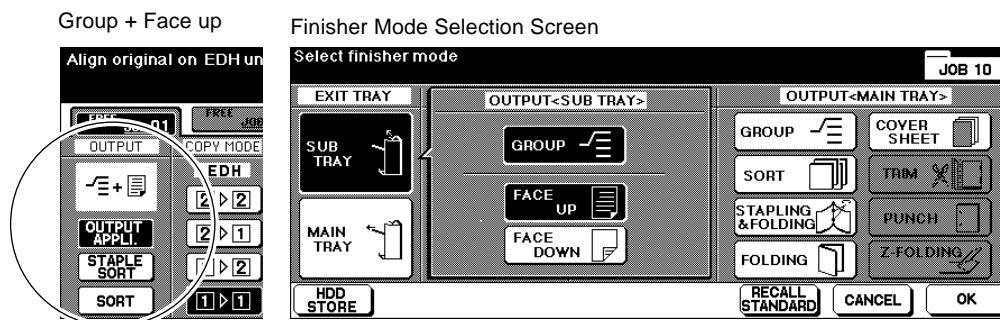 Group + Face up
Finisher Mode Selection Screen
Align original on EDH un
FREE
JOB 01
FREE
JOB
OUTPUT
COPY MODE
EDH
+
2 ▷ 2
OUTPUT
APPLI.
2 ▷ 1
STAPLE
SORT
1 ▷ 2
SORT
1 ▷ 1
Select finisher mode
JOB 10
EXIT TRAY
OUTPUT<SUB TRAY>
OUTPUT<MAIN TRAY>
SUB
TRAY
MAIN
TRAY
GROUP
FACE
UP
FACE
DOWN
GROUP
COVER
SHEET
SORT
TRIM
STAPLING
&FOLDING
PUNCH
FOLDING
Z-FOLDING
HDD
STORE
RECALL
STANDARD
CANCEL
OK